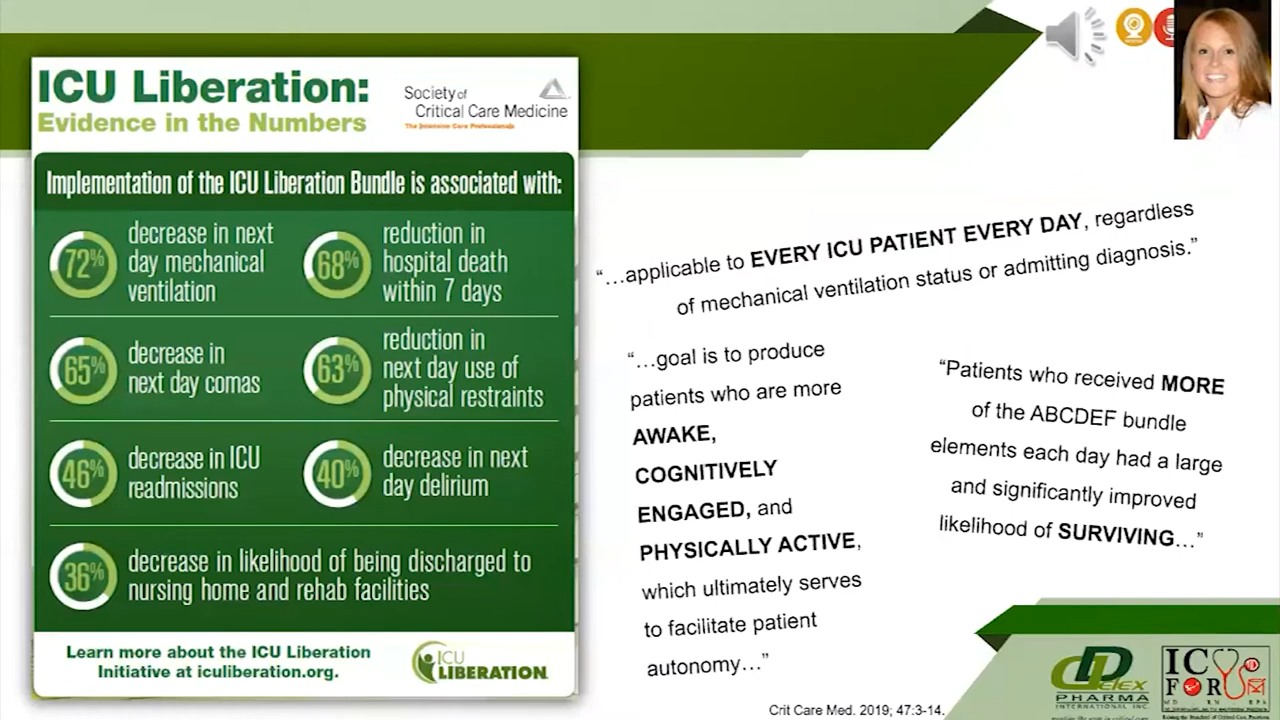 ICU Liberation:
Evidence in the Numbers
Society of
Critical Care Medicine
The Intensive Care Professionals
Implementation of the ICU Liberation Bundle is associated with:
72%
decrease in next
day mechanical
ventilation
68%
reduction in
hospital death
within 7 days
65%
decrease in
next day comas
63%
reduction in
next day use of
physical restraints
46%
decrease in ICU
readmissions
40%
decrease in next
day delirium
36%
decrease in likelihood of being discharged to
nursing home and rehab facilities
Learn more about the ICU Liberation
Initiative at iculiberation.org.
ICU
LIBERATION
“…applicable to EVERY ICU PATIENT EVERY DAY, regardless
of mechanical ventilation status or admitting diagnosis.”
“…goal is to produce
patients who are more
AWAKE,
COGNITIVELY
ENGAGED, and
PHYSICALLY ACTIVE,
which ultimately serves
to facilitate patient
autonomy…”
“Patients who received MORE
of the ABCDEF bundle
elements each day had a large
and significantly improved
likelihood of SURVIVING…”
Crit Care Med. 2019; 47:3-14.
PHARMA
INTERNATIONAL INC.
IC
FOR